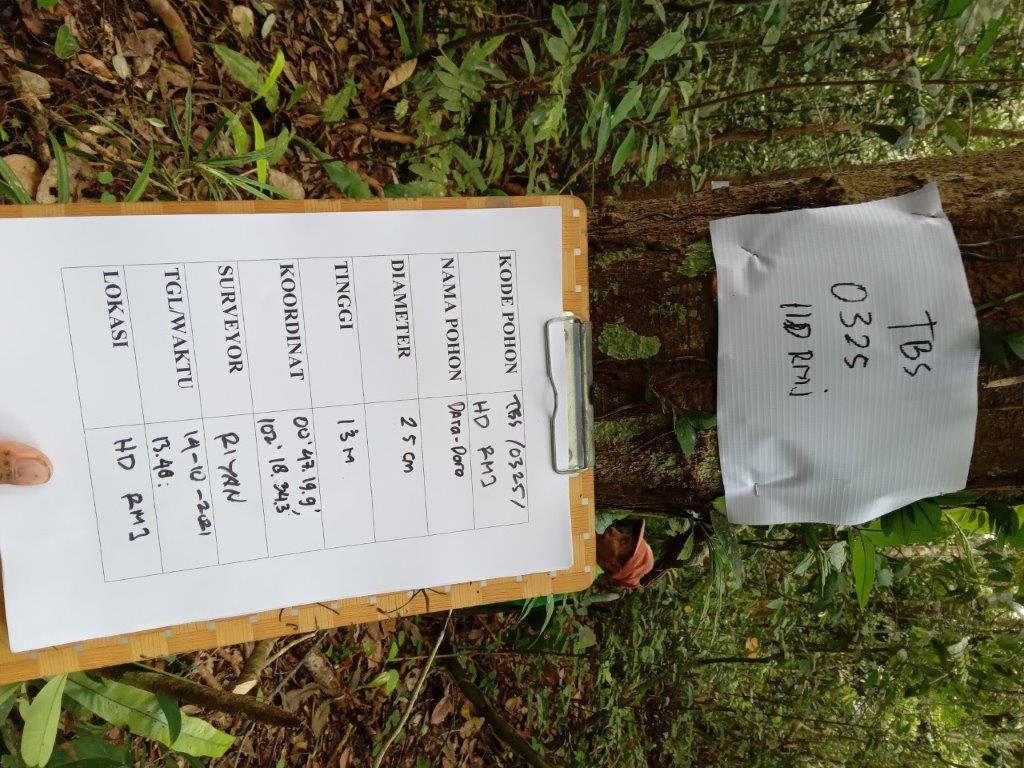 TBS
0325
HD RMJ
KODE POHON TBS /0325/
HD RMJ
NAMA POHON DArA-Doro
DIAMETER 25 cm
TINGGI 13 M
KOORDINAT 00'.47.19.9',
102'. 18. 34,3
SURVEYOR RIYAN
TGL/WAKTU 14-10-2021
13.48.
LOKASI HD RMJ